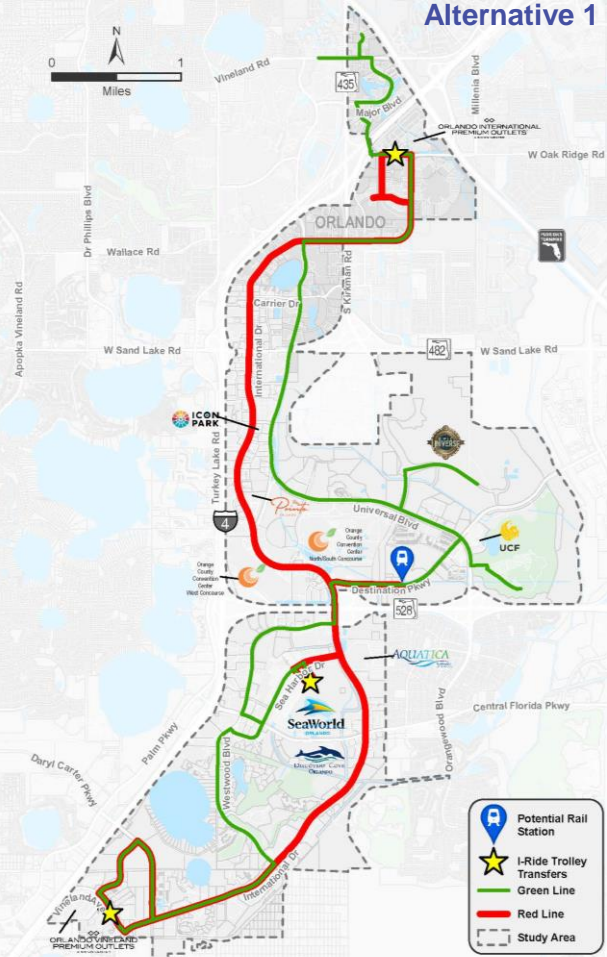 Alternative 1
N
0 1
Miles
Vineland Rd
435
Major Blvd
Millenia Blvd
ORLANDO INTERNATIONAL
PREMIUM OUTLETS
W Oak Ridge Rd
ORLANDO
Dr Phillips Blvd
Wallace Rd
S Kirkman Rd
Apopka Vineland Rd
Carrier Dr
International Dr
W Sand Lake Rd
482
W Sand Lake Rd
ICON
PARK
Turkey Lake Rd
Pointe
4
Universal Blvd
Orange
County
Convention
Center
North/South Concourse
UCF
Orange
County
Convention
Center
West Concourse
Destination Pkwy
528
AQUATICA
Sea Harbor Dr
SeaWorld
ORLANDO
Discovery Cove
ORLANDO
Central Florida Pkwy
Orangewood Blvd
Palm Pkwy
Westwood Blvd
Daryl Carter Pkwy
International Dr
Vineland Ave
ORLANDO VINELAND
PREMIUM OUTLETS
Potential Rail
Station
I-Ride Trolley
Transfers
Green Line
Red Line
Study Area